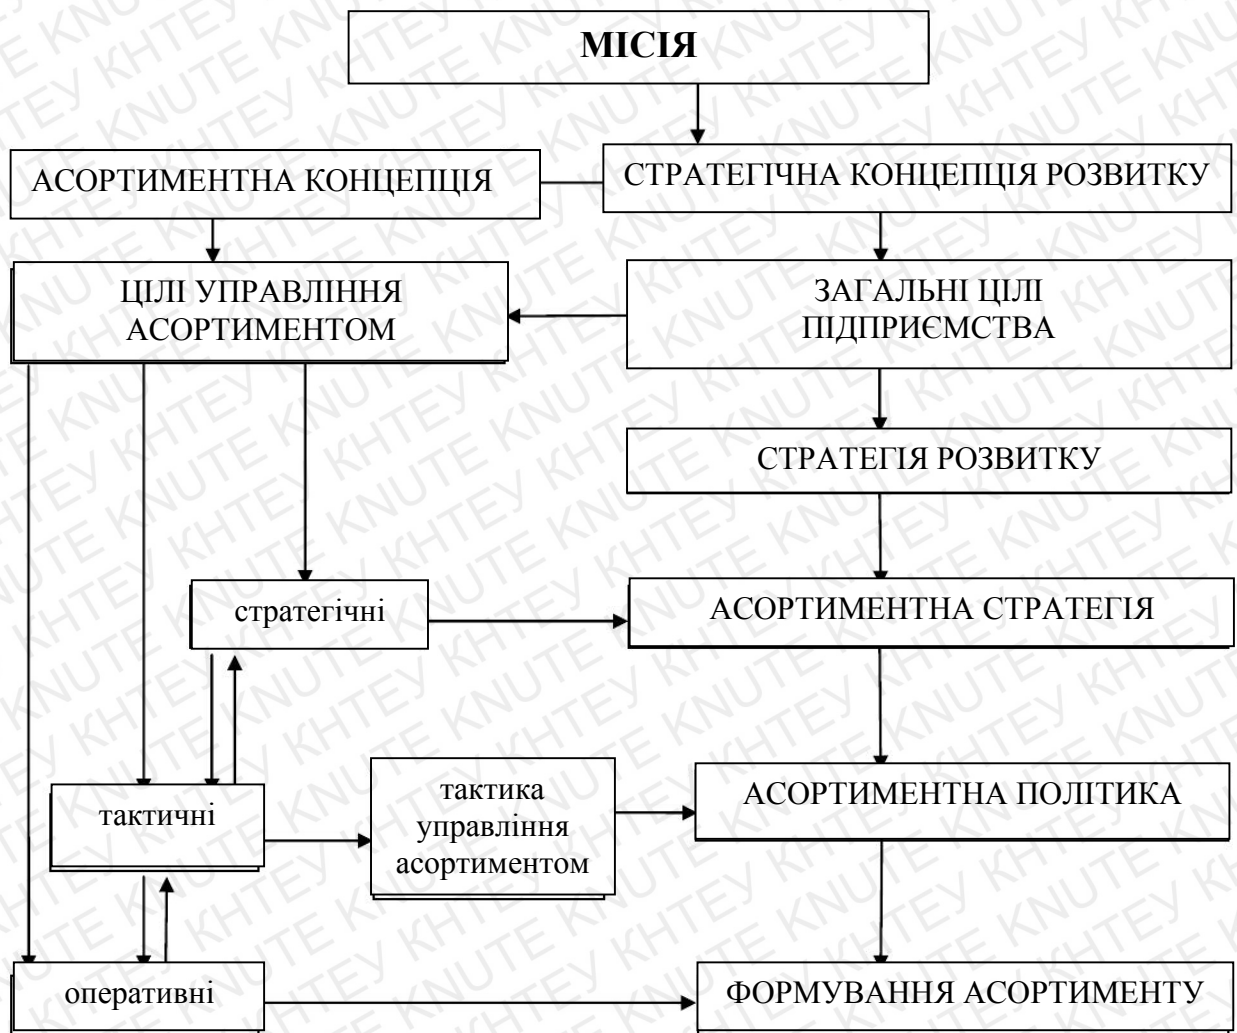 МІСІЯ
АСОРТИМЕНТНА КОНЦЕПЦІЯ
СТРАТЕГІЧНА КОНЦЕПЦІЯ РОЗВИТКУ
ЦІЛІ УПРАВЛІННЯ
АСОРТИМЕНТОМ
ЗАГАЛЬНІ ЦІЛІ
ПІДПРИЄМСТВА
СТРАТЕГІЯ РОЗВИТКУ
стратегічні
АСОРТИМЕНТНА СТРАТЕГІЯ
тактичні
тактика
управління
асортиментом
АСОРТИМЕНТНА ПОЛІТИКА
оперативні
ФОРМУВАННЯ АСОРТИМЕНТУ